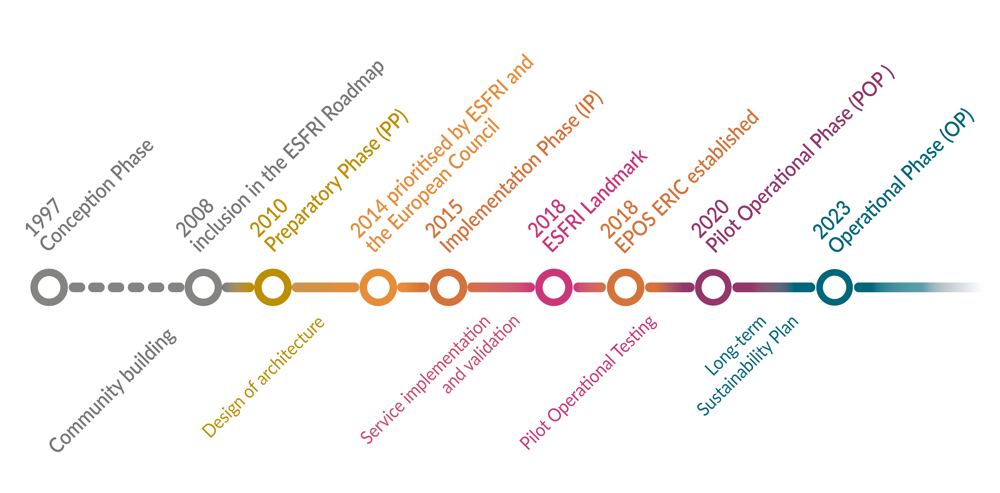 1997
Conception Phase
2008
inclusion in the ESFRI Roadmap
2010
Preparatory Phase (PP)
2014 prioritised by ESFRI and
the European Council
2015
Implementation Phase (IP)
2018
ESFRI Landmark
2018
EPOS ERIC established
2020
Pilot Operational Phase (POP )
2023
Operational Phase (OP)
Community building
Design of architecture
Service implementation
and validation
Pilot Operational Testing
Long-term
Sustainability Plan